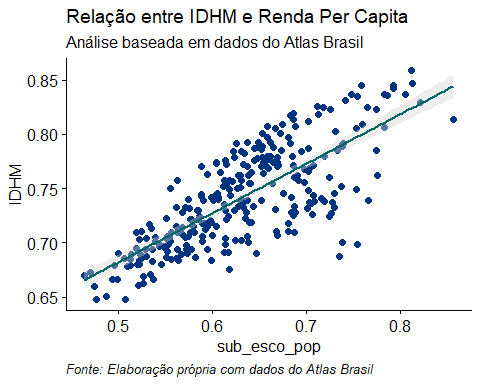 Relação entre IDHM e Renda Per Capita
Análise baseada em dados do Atlas Brasil
0.85
0.80
0.75
0.70
0.65
IDHM
0.5 0.6 0.7 0.8
sub_esco_pop
Fonte: Elaboração própria com dados do Atlas Brasil